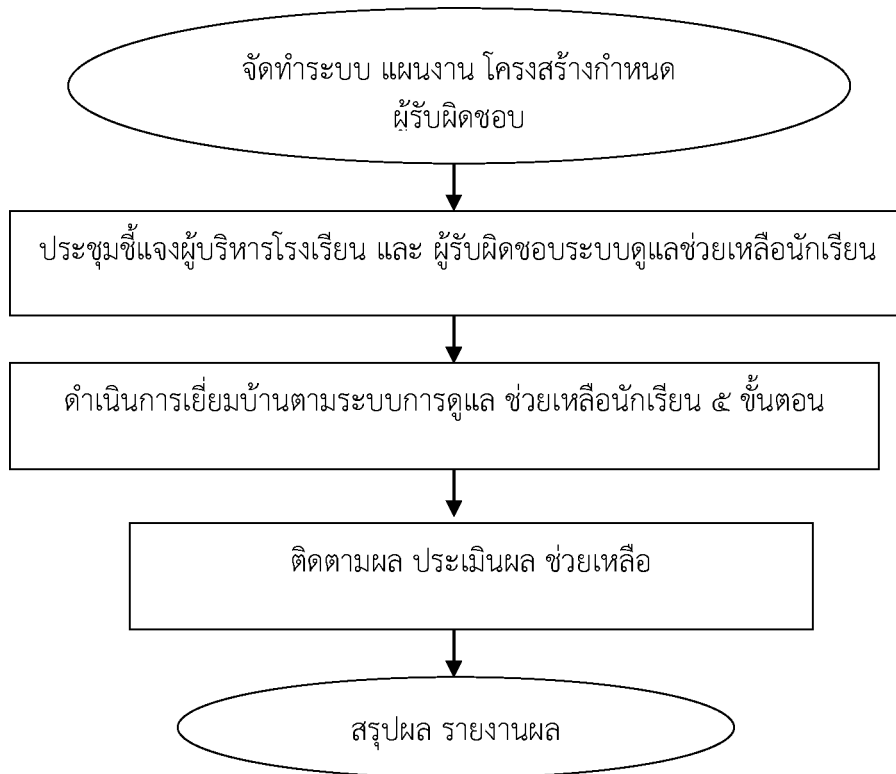 จัดทำระบบ แผนงาน โครงสร้างกำหนด
ผู้รับผิดชอบ
ประชุมชี้แจงผู้บริหารโรงเรียน และ ผู้รับผิดชอบระบบดูแลช่วยเหลือนักเรียน
ดำเนินการเยี่ยมบ้านตามระบบการดูแล ช่วยเหลือนักเรียน ๕ ขั้นตอน
ติดตามผล ประเมินผล ช่วยเหลือ
สรุปผล รายงานผล